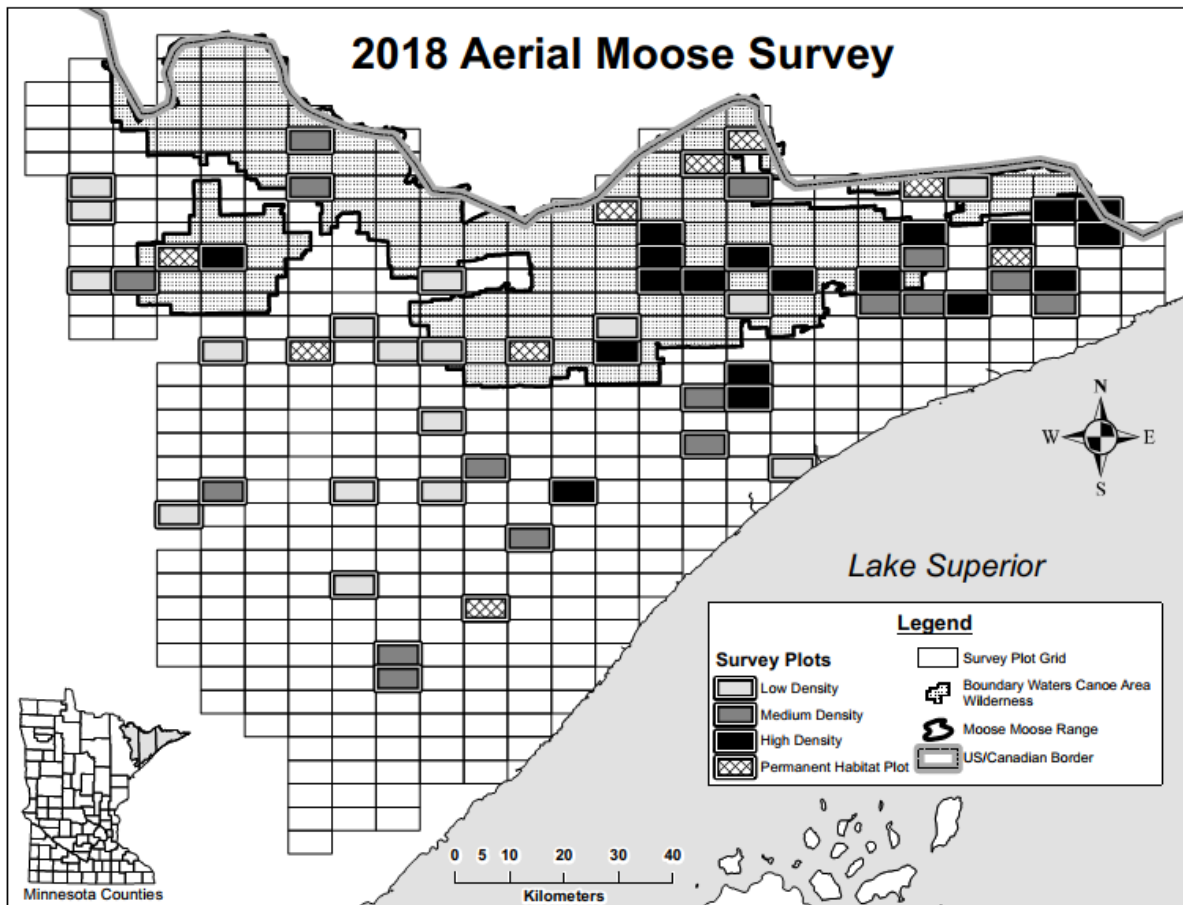 2018 Aerial Moose Survey
N
W
E
S
Lake Superior
Legend
Survey Plots
Low Density
Medium Density
High Density
Permanent Habitat Plot
Survey Plot Grid
Boundary Waters Canoe Area
Wilderness
Moose Moose Range
US/Canadian Border
Minnesota Counties
0 5 10 20 30 40
Kilometers